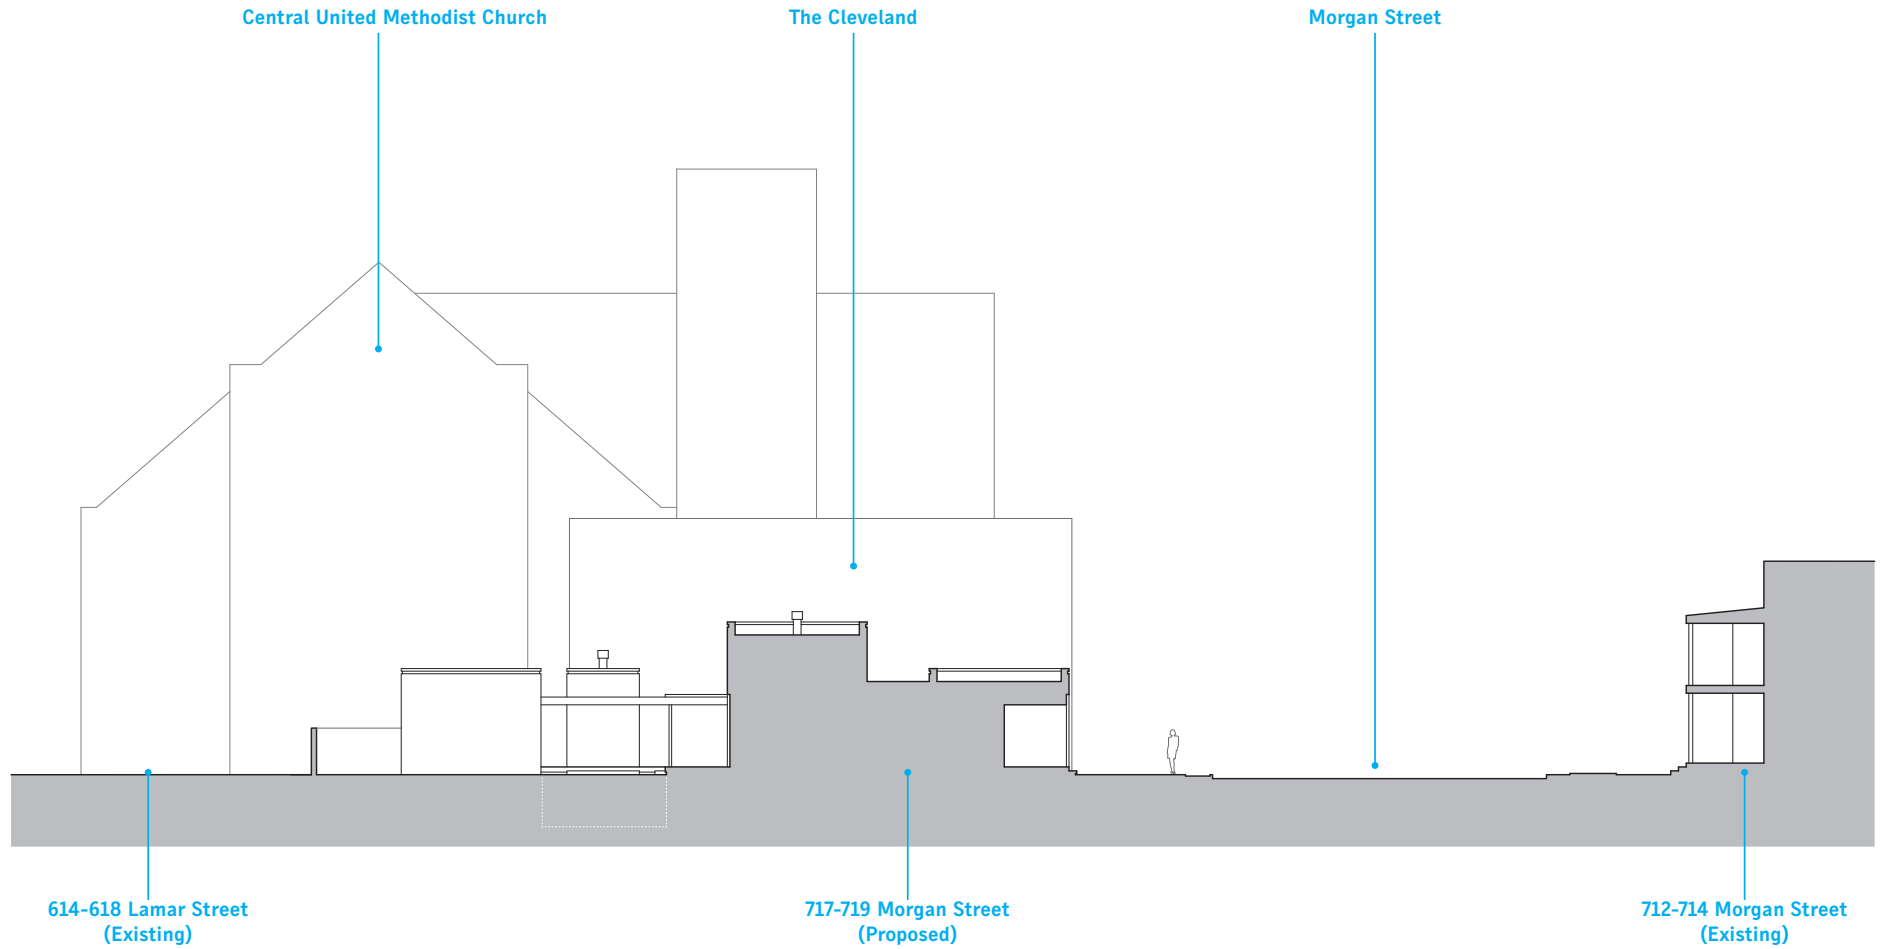 Central United Methodist Church
The Cleveland
Morgan Street
614-618 Lamar Street
(Existing)
717-719 Morgan Street
(Proposed)
712-714 Morgan Street
(Existing)